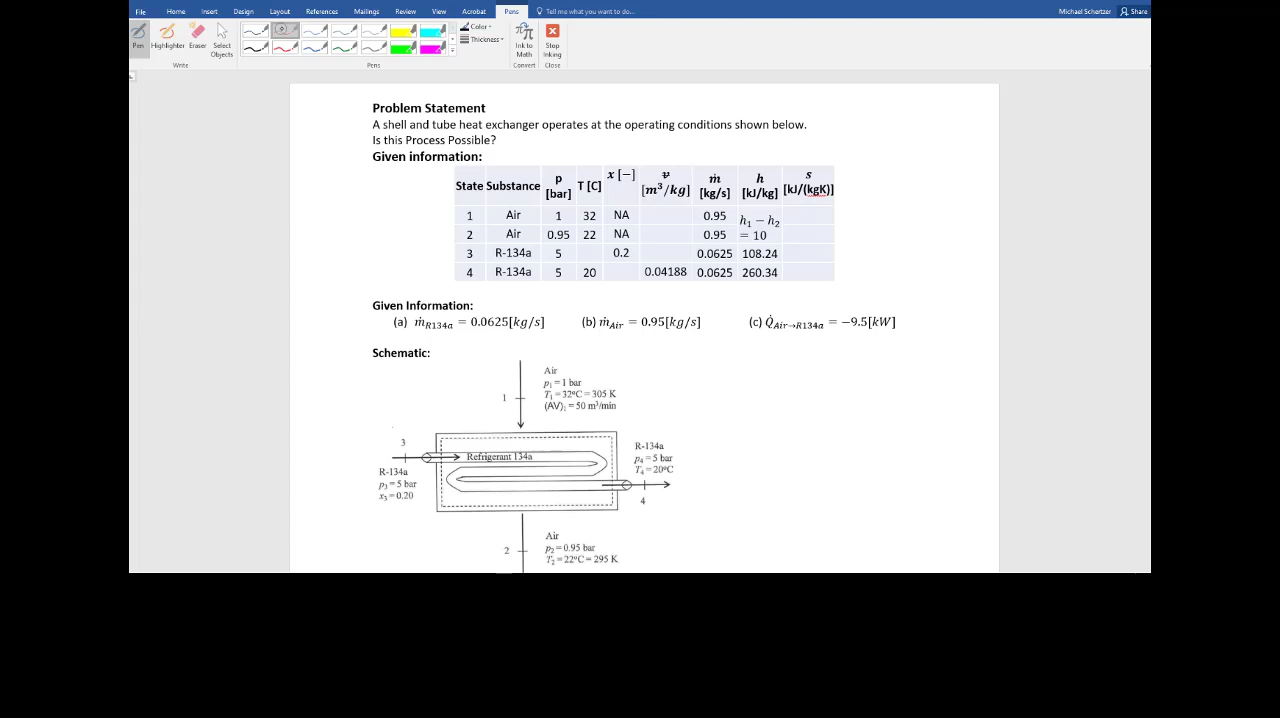 File Home Insert Design Layout References Mailings Review View Acrobat Pens Tell me what you want to do... Michael Schertzer Share
Pen Highlighter Eraser Select Objects Color Thickness Ink to Math Stop Inking
Write Pens Convert Close
Problem Statement
A shell and tube heat exchanger operates at the operating conditions shown below.
Is this Process Possible?
Given information:
State Substance p [bar] T [C] x [−] v [m³/kg] ṁ [kg/s] h [kJ/kg] s [kJ/(kgK)]
1 Air 1 32 NA 0.95 h₁ − h₂
2 Air 0.95 22 NA 0.95 = 10
3 R-134a 5 0.2 0.0625 108.24
4 R-134a 5 20 0.04188 0.0625 260.34
Given Information:
(a) ṁR134a = 0.0625[kg/s] (b) ṁAir = 0.95[kg/s] (c) Q̇Air→R134a = −9.5[kW]
Schematic:
Air
p₁ = 1 bar
T₁ = 32°C = 305 K
(AV)₁ = 50 m³/min
1
3
Refrigerant 134a
R-134a
p₃ = 5 bar
x₃ = 0.20
R-134a
p₄ = 5 bar
T₄ = 20°C
4
2
Air
p₂ = 0.95 bar
T₂ = 22°C = 295 K